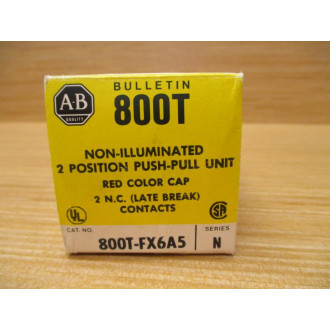 BULLETIN
A-B
QUALITY
800T
NON-ILLUMINATED
2 POSITION PUSH-PULL UNIT
RED COLOR CAP
2 N.C. (LATE BREAK)
CONTACTS
UL
SA
CAT. NO.
SERIES
800T-FX6A5
N